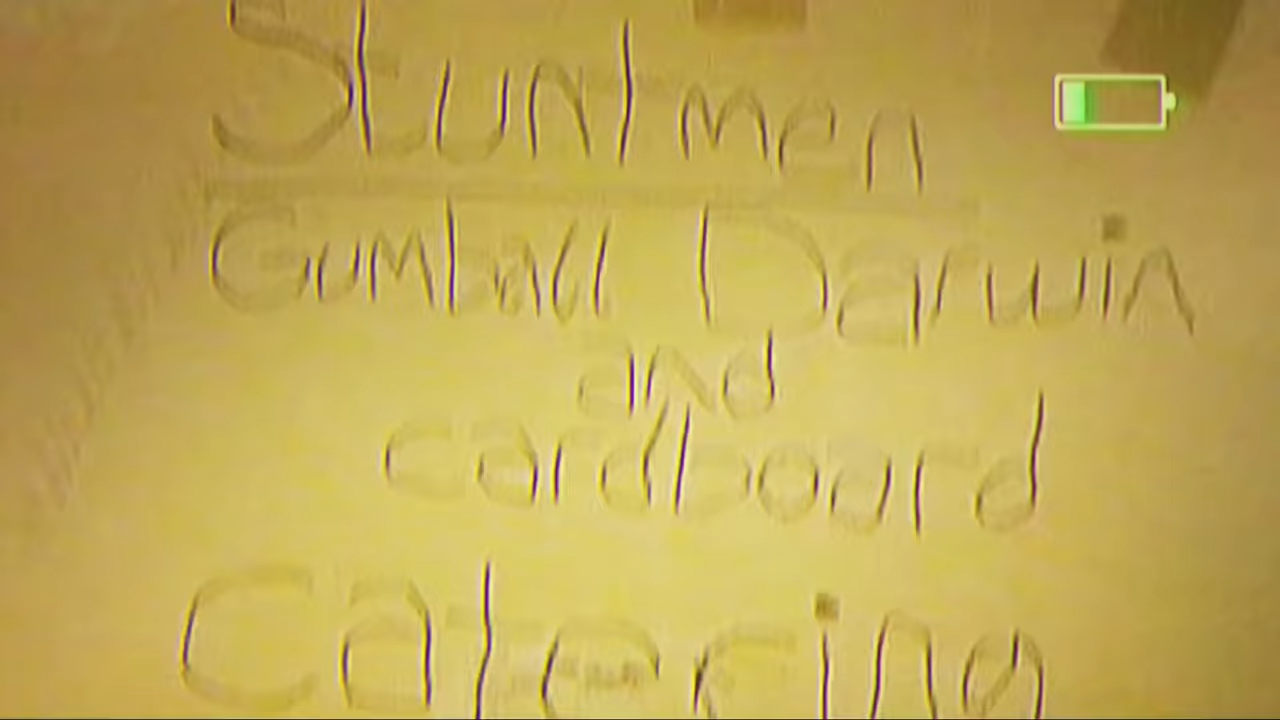 Stuntmen
Gumball Darwin
and
cardboard
Catering